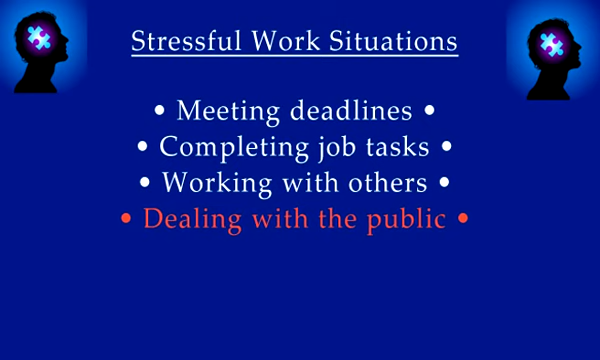 Stressful Work Situations
• Meeting deadlines •
• Completing job tasks •
• Working with others •
• Dealing with the public •